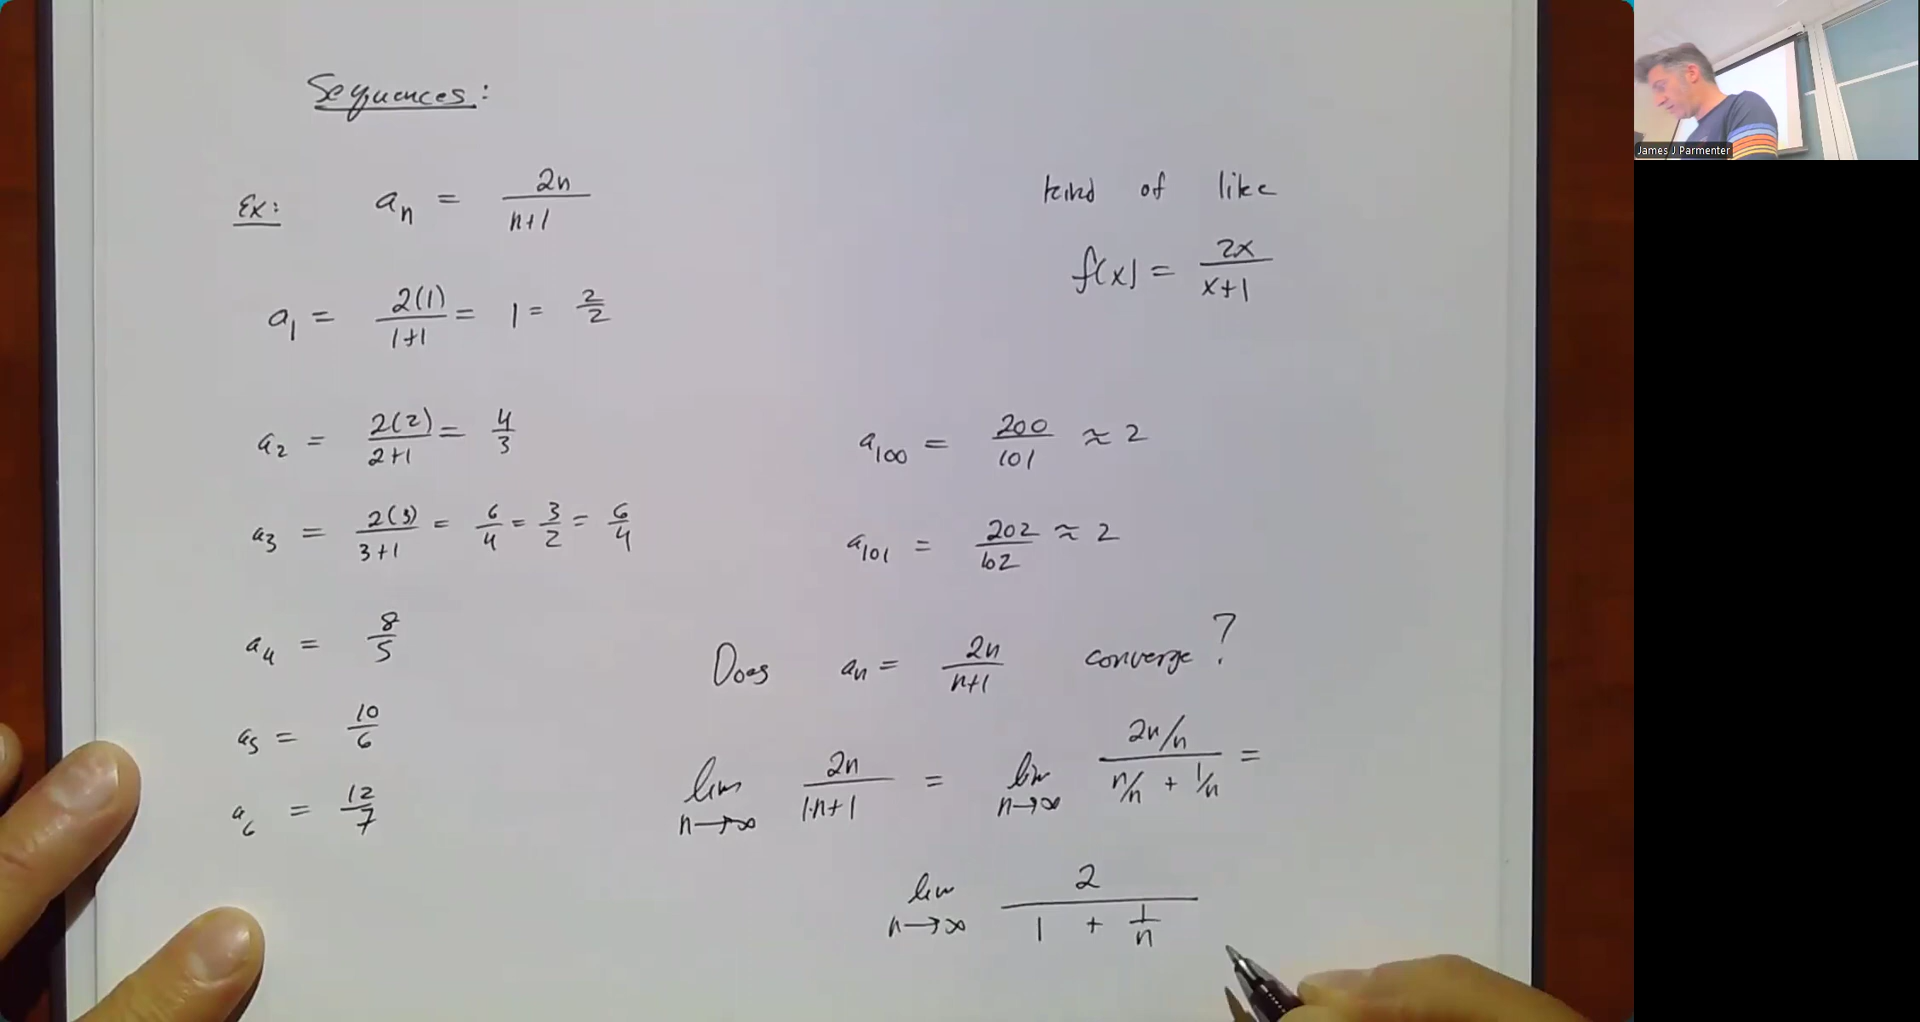 Sequences:
Ex: a_n = 2n/(n+1)
a_1 = 2(1)/(1+1) = 1 = 2/2
a_2 = 2(2)/(2+1) = 4/3
a_3 = 2(3)/(3+1) = 6/4 = 3/2 = 6/4
a_4 = 8/5
a_5 = 10/6
a_6 = 12/7
kind of like
f(x) = 2x/(x+1)
a_100 = 200/101 ≈ 2
a_101 = 202/102 ≈ 2
Does a_n = 2n/(n+1) converge?
lim n→∞ 2n/(1·n+1) = lim n→∞ (2n/n)/(n/n + 1/n) =
lim n→∞ 2/(1 + 1/n)
James J Parmenter